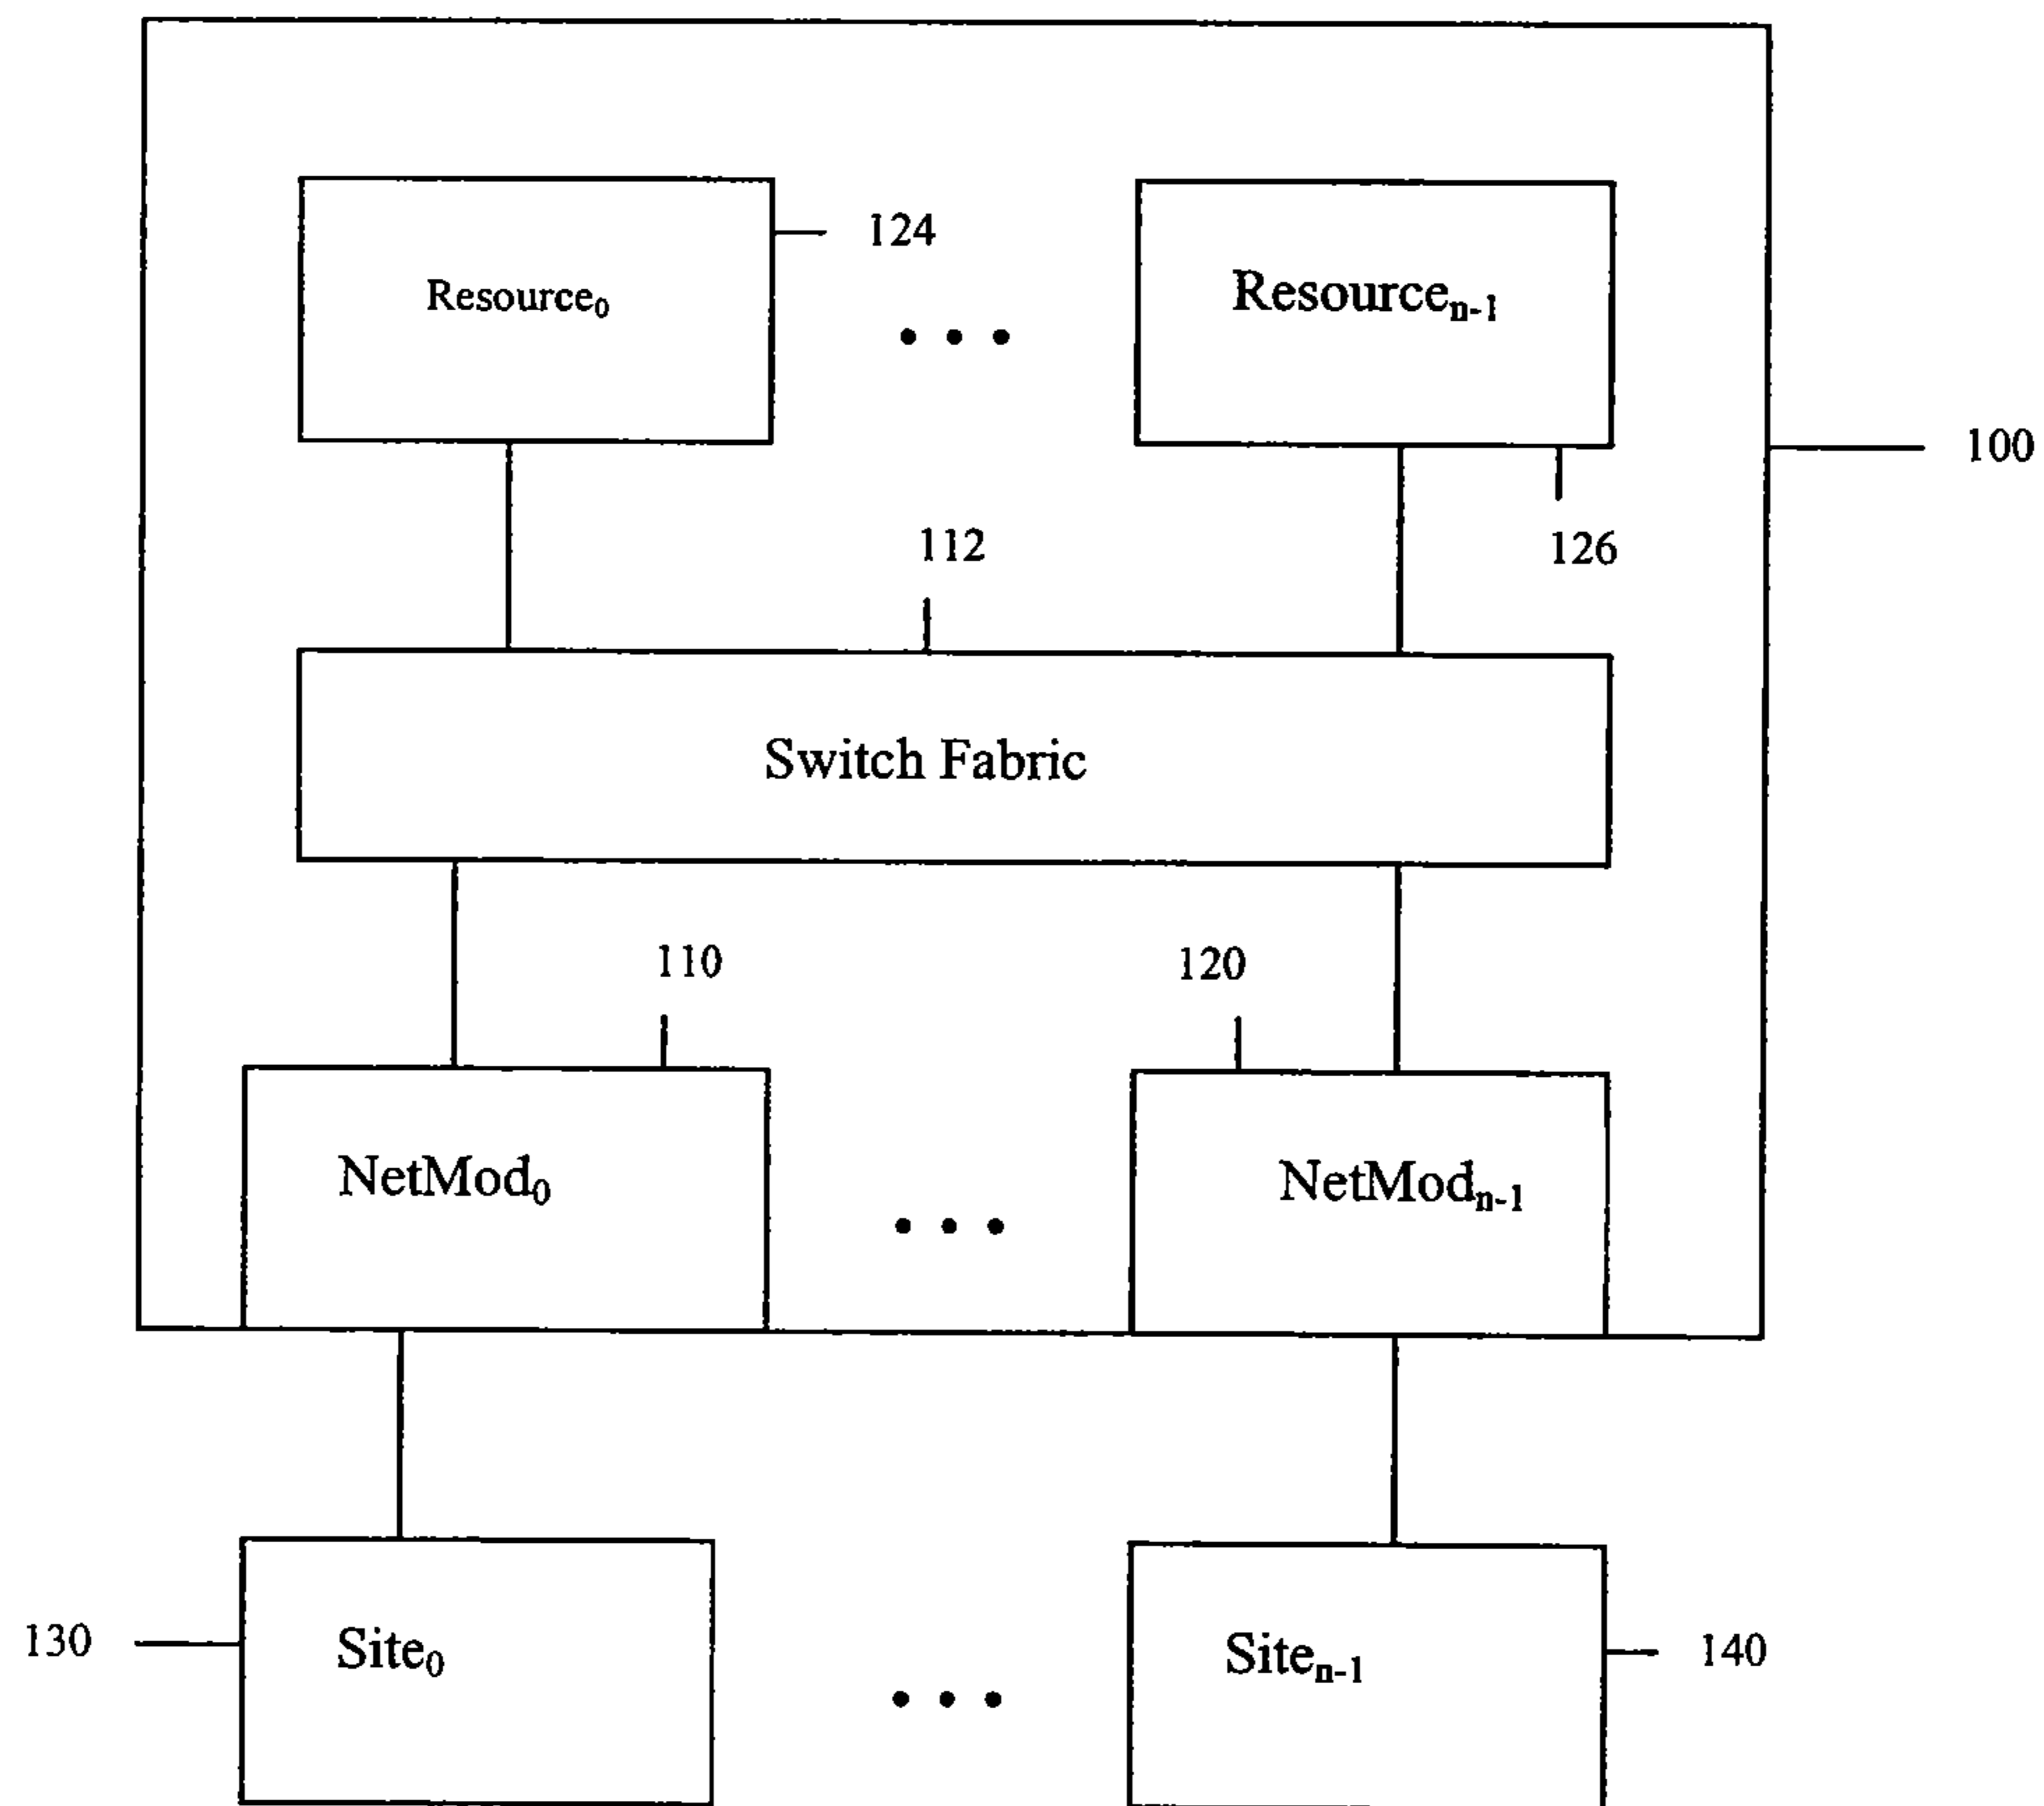 124
Resource₀
Resourceₙ₋₁
• • •
100
112
126
Switch Fabric
110
120
NetMod₀
NetModₙ₋₁
• • •
130
Site₀
Siteₙ₋₁
140
• • •